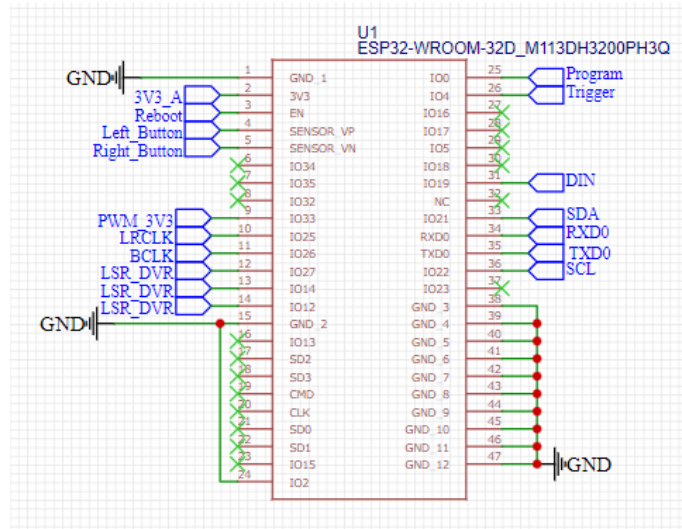 U1
ESP32-WROOM-32D_M113DH3200PH3Q
GND 1 GND_1 IO0 25 Program
3V3_A 2 3V3 IO4 26 Trigger
Reboot 3 EN IO16 27
Left_Button 4 SENSOR_VP IO17 28
Right_Button 5 SENSOR_VN IO5 29
6 IO34 IO18 30
7 IO35 IO19 31 DIN
8 IO32 NC 32
PWM_3V3 9 IO33 IO21 33 SDA
LRCLK 10 IO25 RXD0 34 RXD0
BCLK 11 IO26 TXD0 35 TXD0
LSR_DVR 12 IO27 IO22 36 SCL
LSR_DVR 13 IO14 IO23 37
LSR_DVR 14 IO12 GND_3 38
GND 15 GND_2 GND_4 39
16 IO13 GND_5 40
17 SD2 GND_6 41
18 SD3 GND_7 42
19 CMD GND_8 43
20 CLK GND_9 44
21 SD0 GND_10 45
22 SD1 GND_11 46
23 IO15 GND_12 47 GND
24 IO2